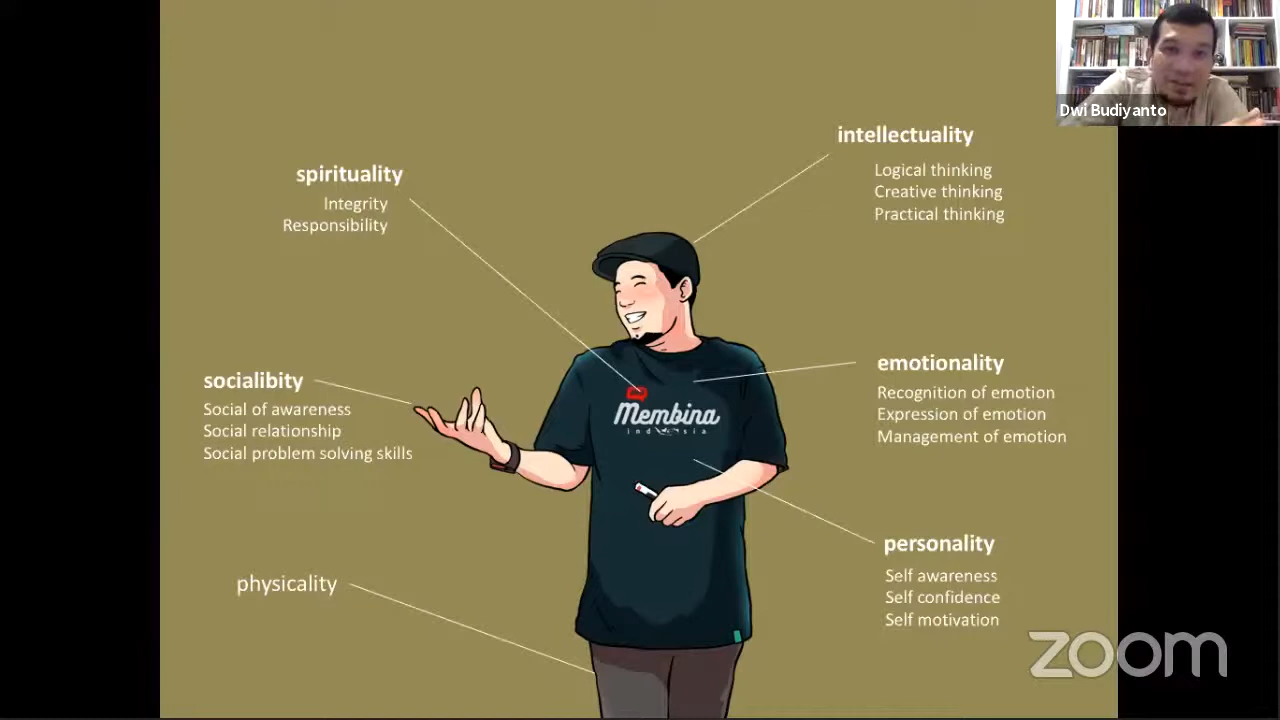 Dwi Budiyanto
intellectuality
Logical thinking
Creative thinking
Practical thinking
spirituality
Integrity
Responsibility
emotionality
Recognition of emotion
Expression of emotion
Management of emotion
socialibity
Social of awareness
Social relationship
Social problem solving skills
Membina
indonesia
personality
Self awareness
Self confidence
Self motivation
physicality
zoom